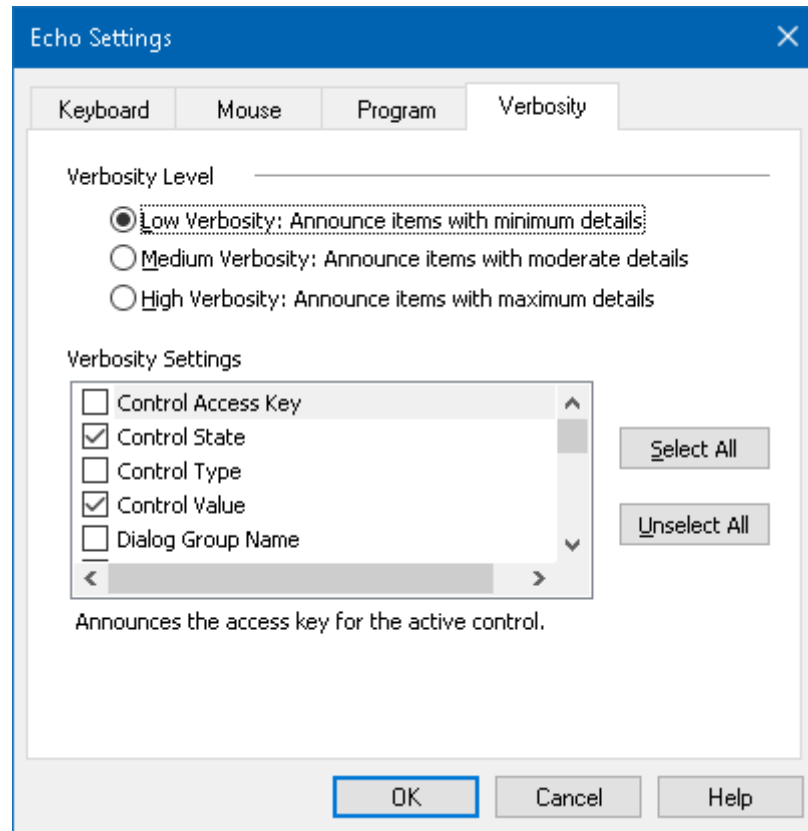 Echo Settings
Keyboard Mouse Program Verbosity
Verbosity Level
Low Verbosity: Announce items with minimum details
Medium Verbosity: Announce items with moderate details
High Verbosity: Announce items with maximum details
Verbosity Settings
Control Access Key
Control State
Control Type
Control Value
Dialog Group Name
Select All
Unselect All
Announces the access key for the active control.
OK Cancel Help